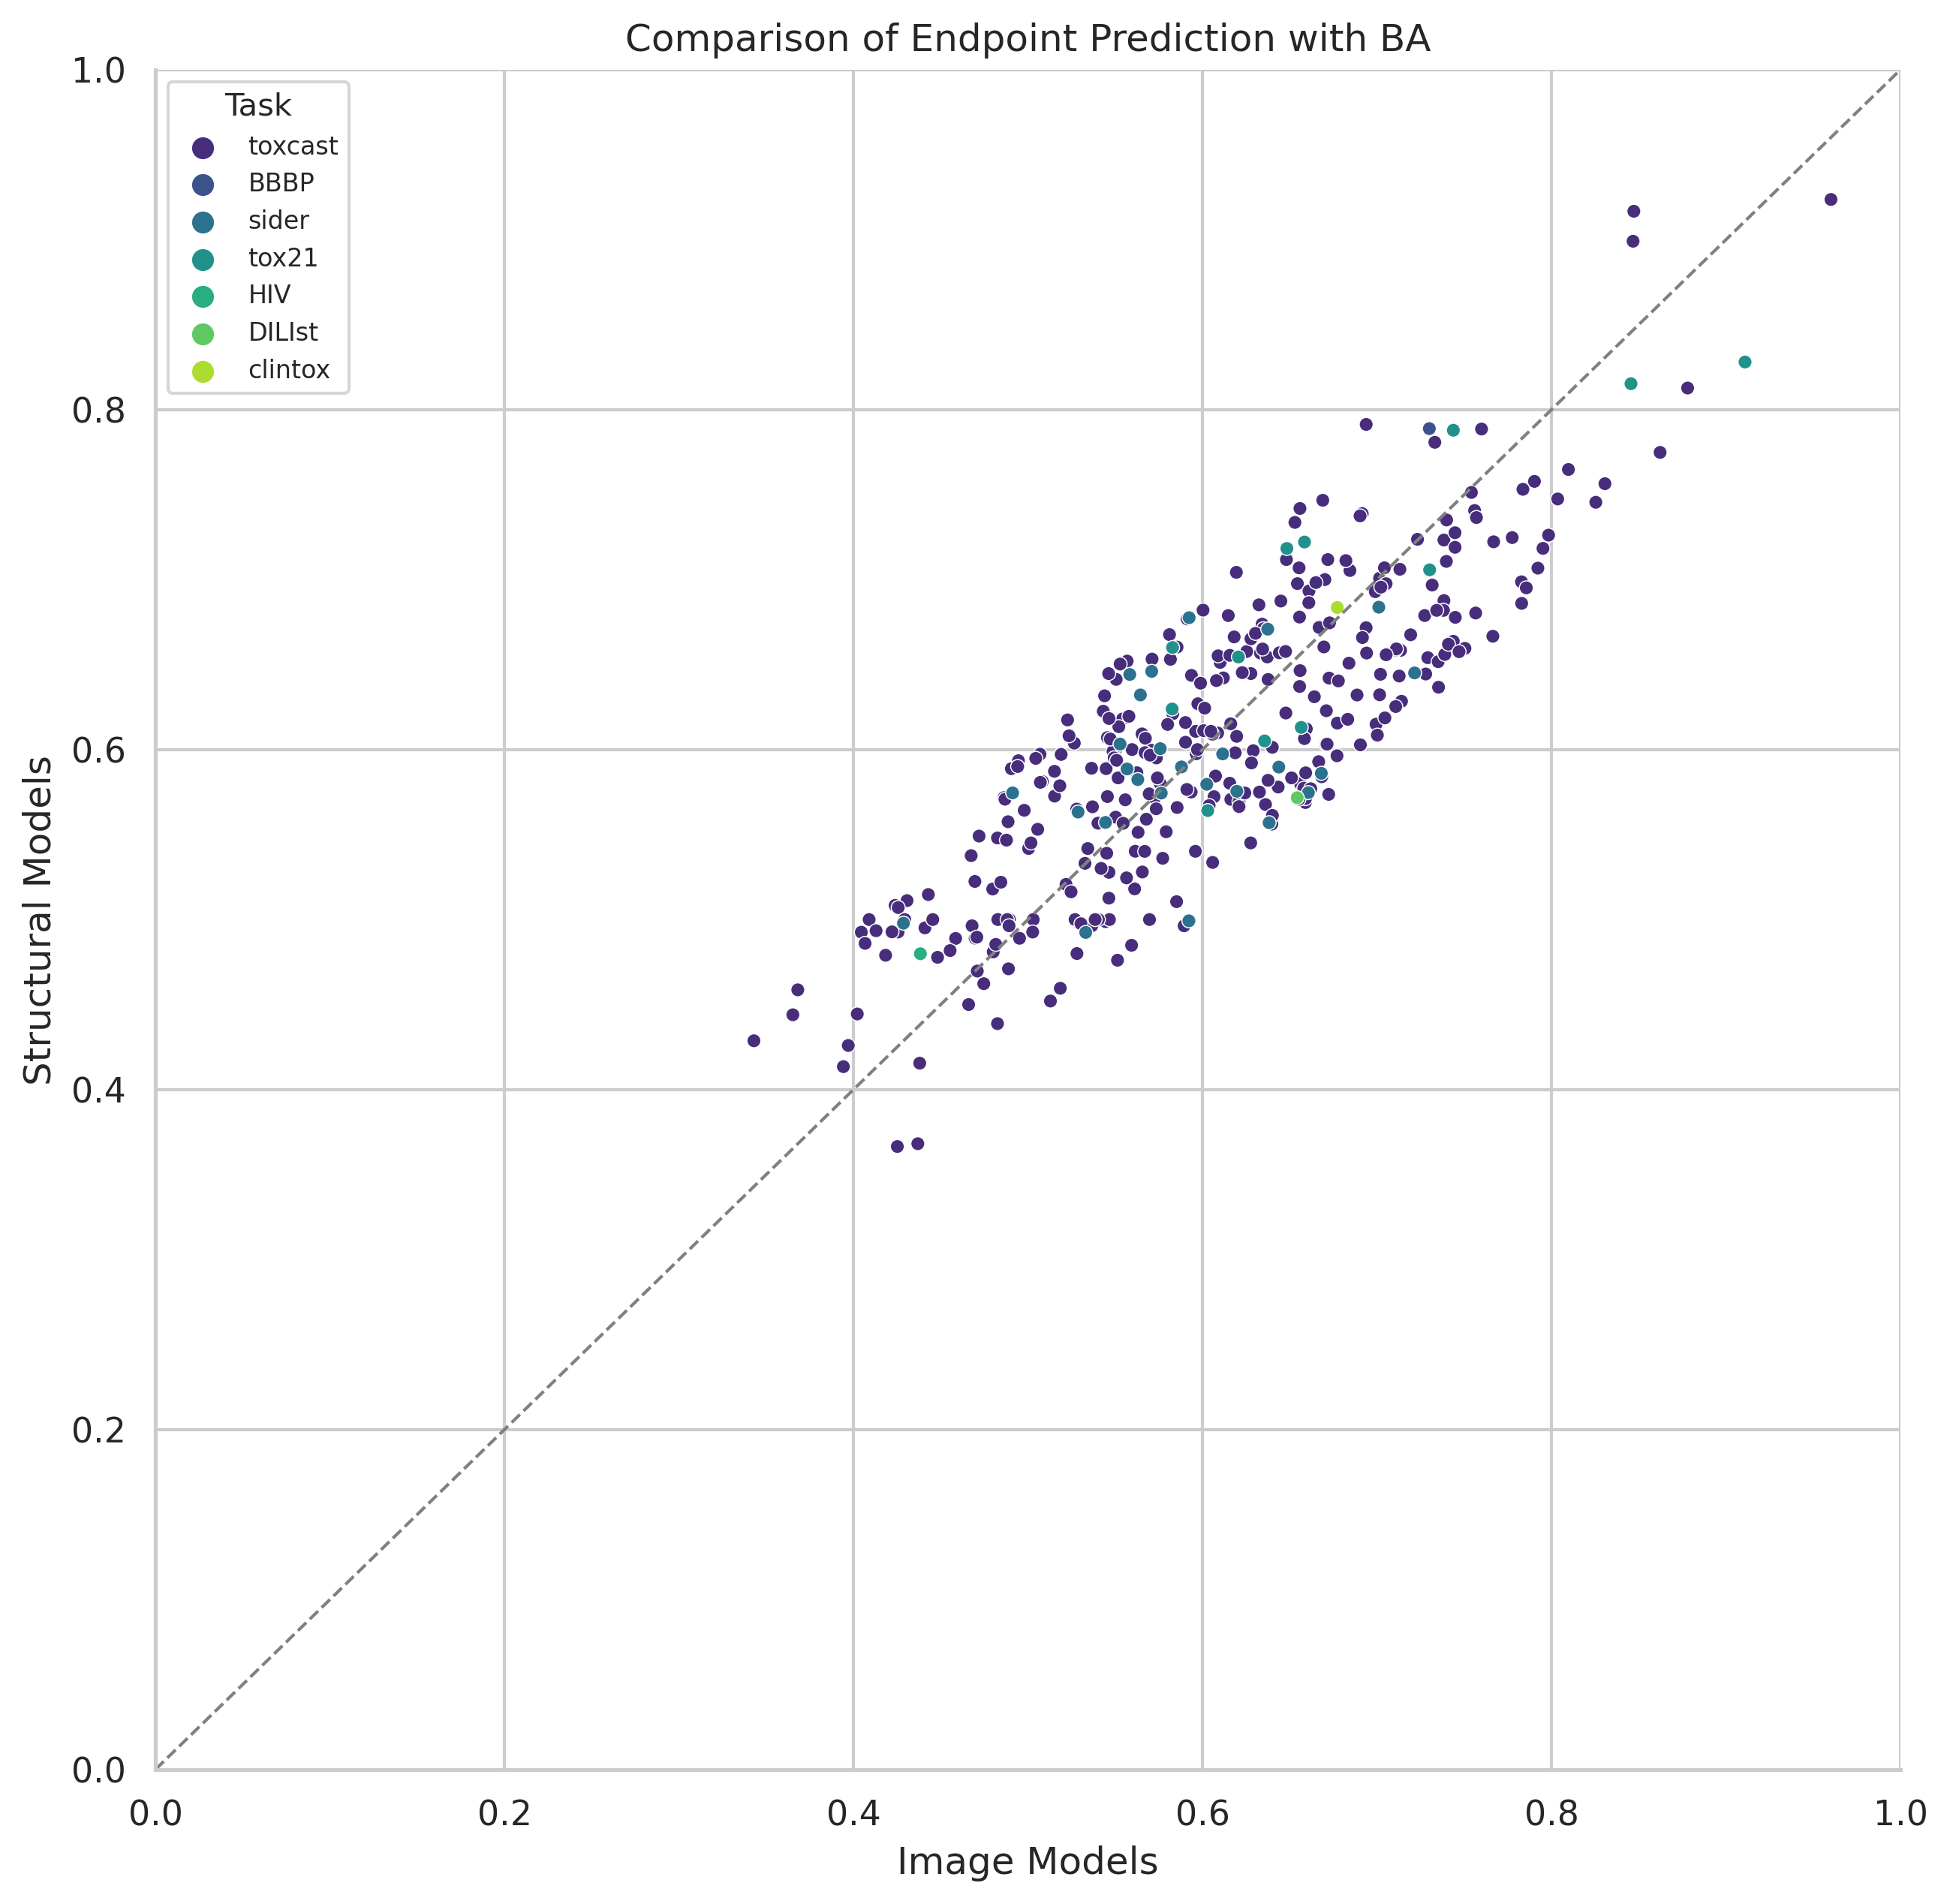 Comparison of Endpoint Prediction with BA
1.0
0.8
0.6
0.4
0.2
0.0
Structural Models
Task
toxcast
BBBP
sider
tox21
HIV
DILIst
clintox
0.0 0.2 0.4 0.6 0.8 1.0
Image Models